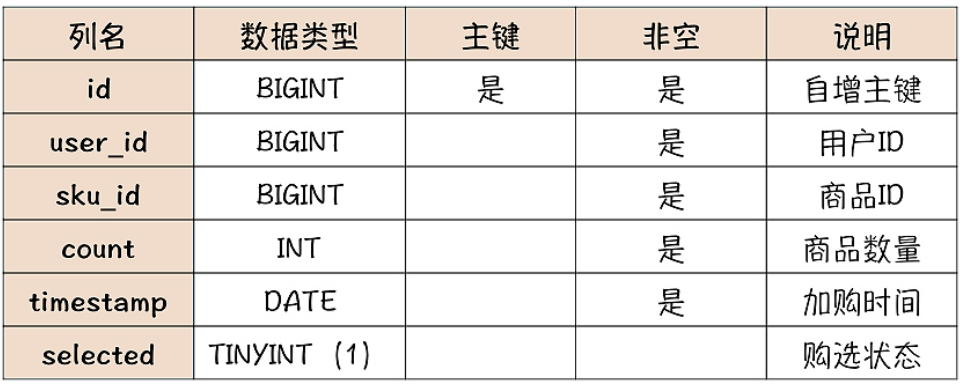 列名 数据类型 主键 非空 说明
id BIGINT 是 是 自增主键
user_id BIGINT 是 用户ID
sku_id BIGINT 是 商品ID
count INT 是 商品数量
timestamp DATE 是 加购时间
selected TINYINT (1) 购选状态